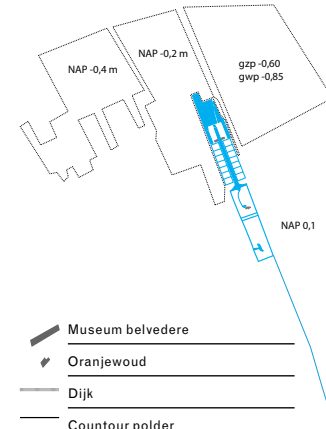 NAP -0,2 m
NAP -0,4 m
gzp -0,60
gwp -0,85
NAP 0,1
Museum belvedere
Oranjewoud
Dijk
Countour polder